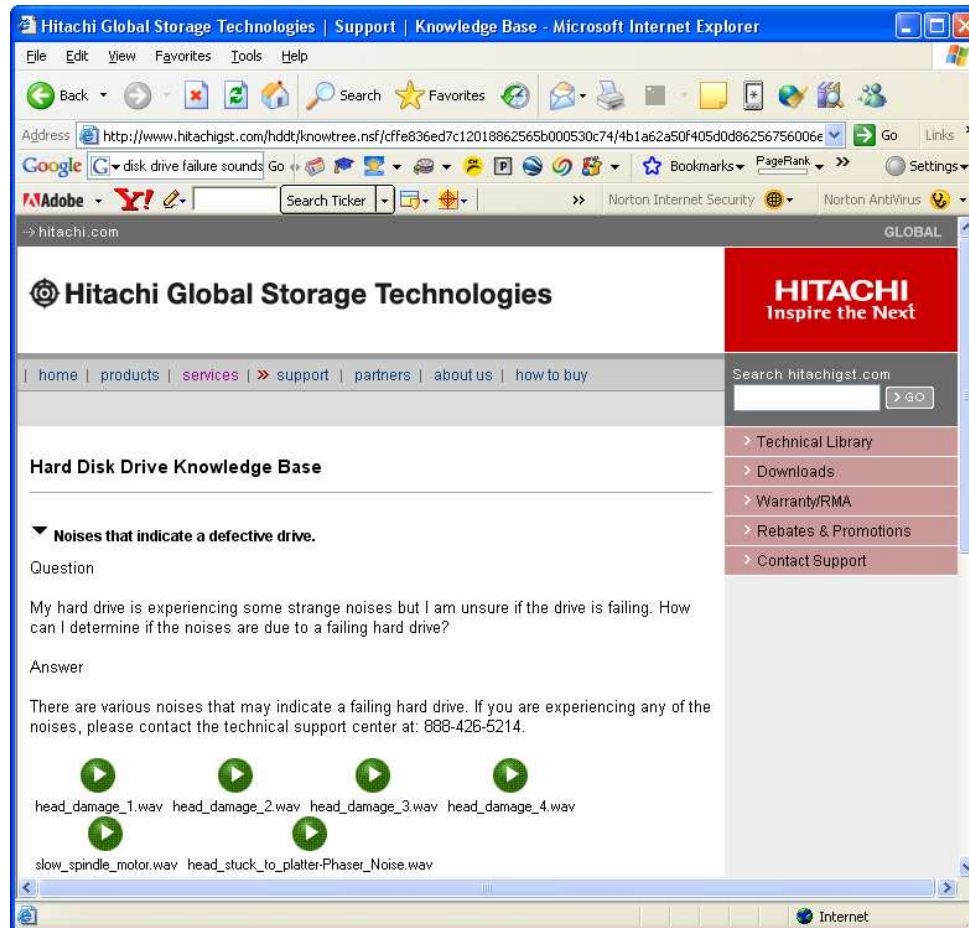 Hitachi Global Storage Technologies | Support | Knowledge Base - Microsoft Internet Explorer
File Edit View Favorites Tools Help
Back Search Favorites
Address http://www.hitachigst.com/hddt/knowtree.nsf/cffe836ed7c12018862565b000530c74/4b1a62a50f405d0d86256756006e Go Links »
Google G disk drive failure sounds Go Bookmarks PageRank » Settings
Adobe Y! Search Ticker » Norton Internet Security Norton AntiVirus
hitachi.com GLOBAL
Hitachi Global Storage Technologies
HITACHI
Inspire the Next
| home | products | services | » support | partners | about us | how to buy
Search hitachigst.com
> GO
> Technical Library
> Downloads
> Warranty/RMA
> Rebates & Promotions
> Contact Support
Hard Disk Drive Knowledge Base
Noises that indicate a defective drive.
Question
My hard drive is experiencing some strange noises but I am unsure if the drive is failing. How
can I determine if the noises are due to a failing hard drive?
Answer
There are various noises that may indicate a failing hard drive. If you are experiencing any of the
noises, please contact the technical support center at: 888-426-5214.
head_damage_1.wav head_damage_2.wav head_damage_3.wav head_damage_4.wav
slow_spindle_motor.wav head_stuck_to_platter-Phaser_Noise.wav
Internet